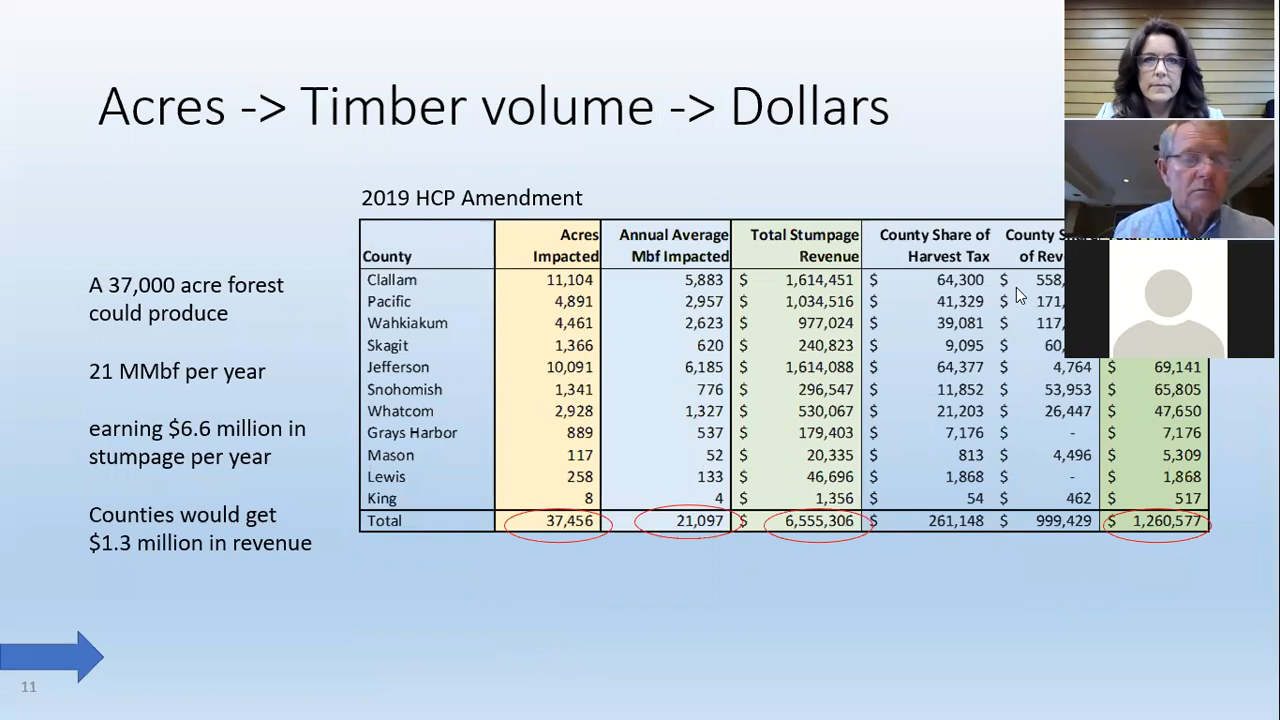 Acres -> Timber volume -> Dollars
2019 HCP Amendment
A 37,000 acre forest
could produce
21 MMbf per year
earning $6.6 million in
stumpage per year
Counties would get
$1.3 million in revenue
Acres Annual Average Total Stumpage County Share of County
County Impacted Mbf Impacted Revenue Harvest Tax of
Clallam 11,104 5,883 $ 1,614,451 $ 64,300 $ 558,
Pacific 4,891 2,957 $ 1,034,516 $ 41,329 $ 171,
Wahkiakum 4,461 2,623 $ 977,024 $ 39,081 $ 117,
Skagit 1,366 620 $ 240,823 $ 9,095 $ 60,
Jefferson 10,091 6,185 $ 1,614,088 $ 64,377 $ 4,764 $ 69,141
Snohomish 1,341 776 $ 296,547 $ 11,852 $ 53,953 $ 65,805
Whatcom 2,928 1,327 $ 530,067 $ 21,203 $ 26,447 $ 47,650
Grays Harbor 889 537 $ 179,403 $ 7,176 $ - $ 7,176
Mason 117 52 $ 20,335 $ 813 $ 4,496 $ 5,309
Lewis 258 133 $ 46,696 $ 1,868 $ - $ 1,868
King 8 4 $ 1,356 $ 54 $ 462 $ 517
Total 37,456 21,097 $ 6,555,306 $ 261,148 $ 999,429 $ 1,260,577
11